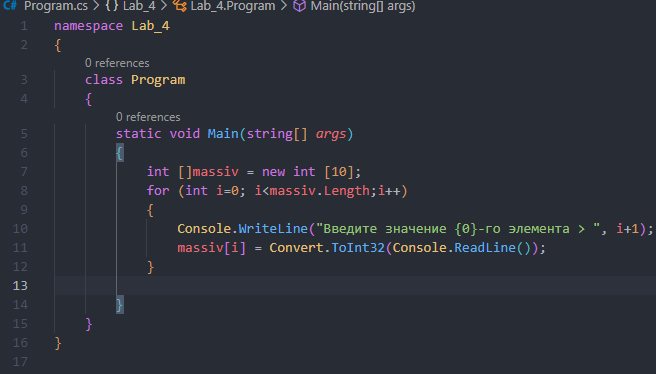 C# Program.cs > {} Lab_4 > Lab_4.Program > Main(string[] args)
1 namespace Lab_4
2 {
0 references
3 class Program
4 {
0 references
5 static void Main(string[] args)
6 {
7 int []massiv = new int [10];
8 for (int i=0; i<massiv.Length;i++)
9 {
10 Console.WriteLine("Введите значение {0}-го элемента > ", i+1);
11 massiv[i] = Convert.ToInt32(Console.ReadLine());
12 }
13
14 }
15 }
16 }
17